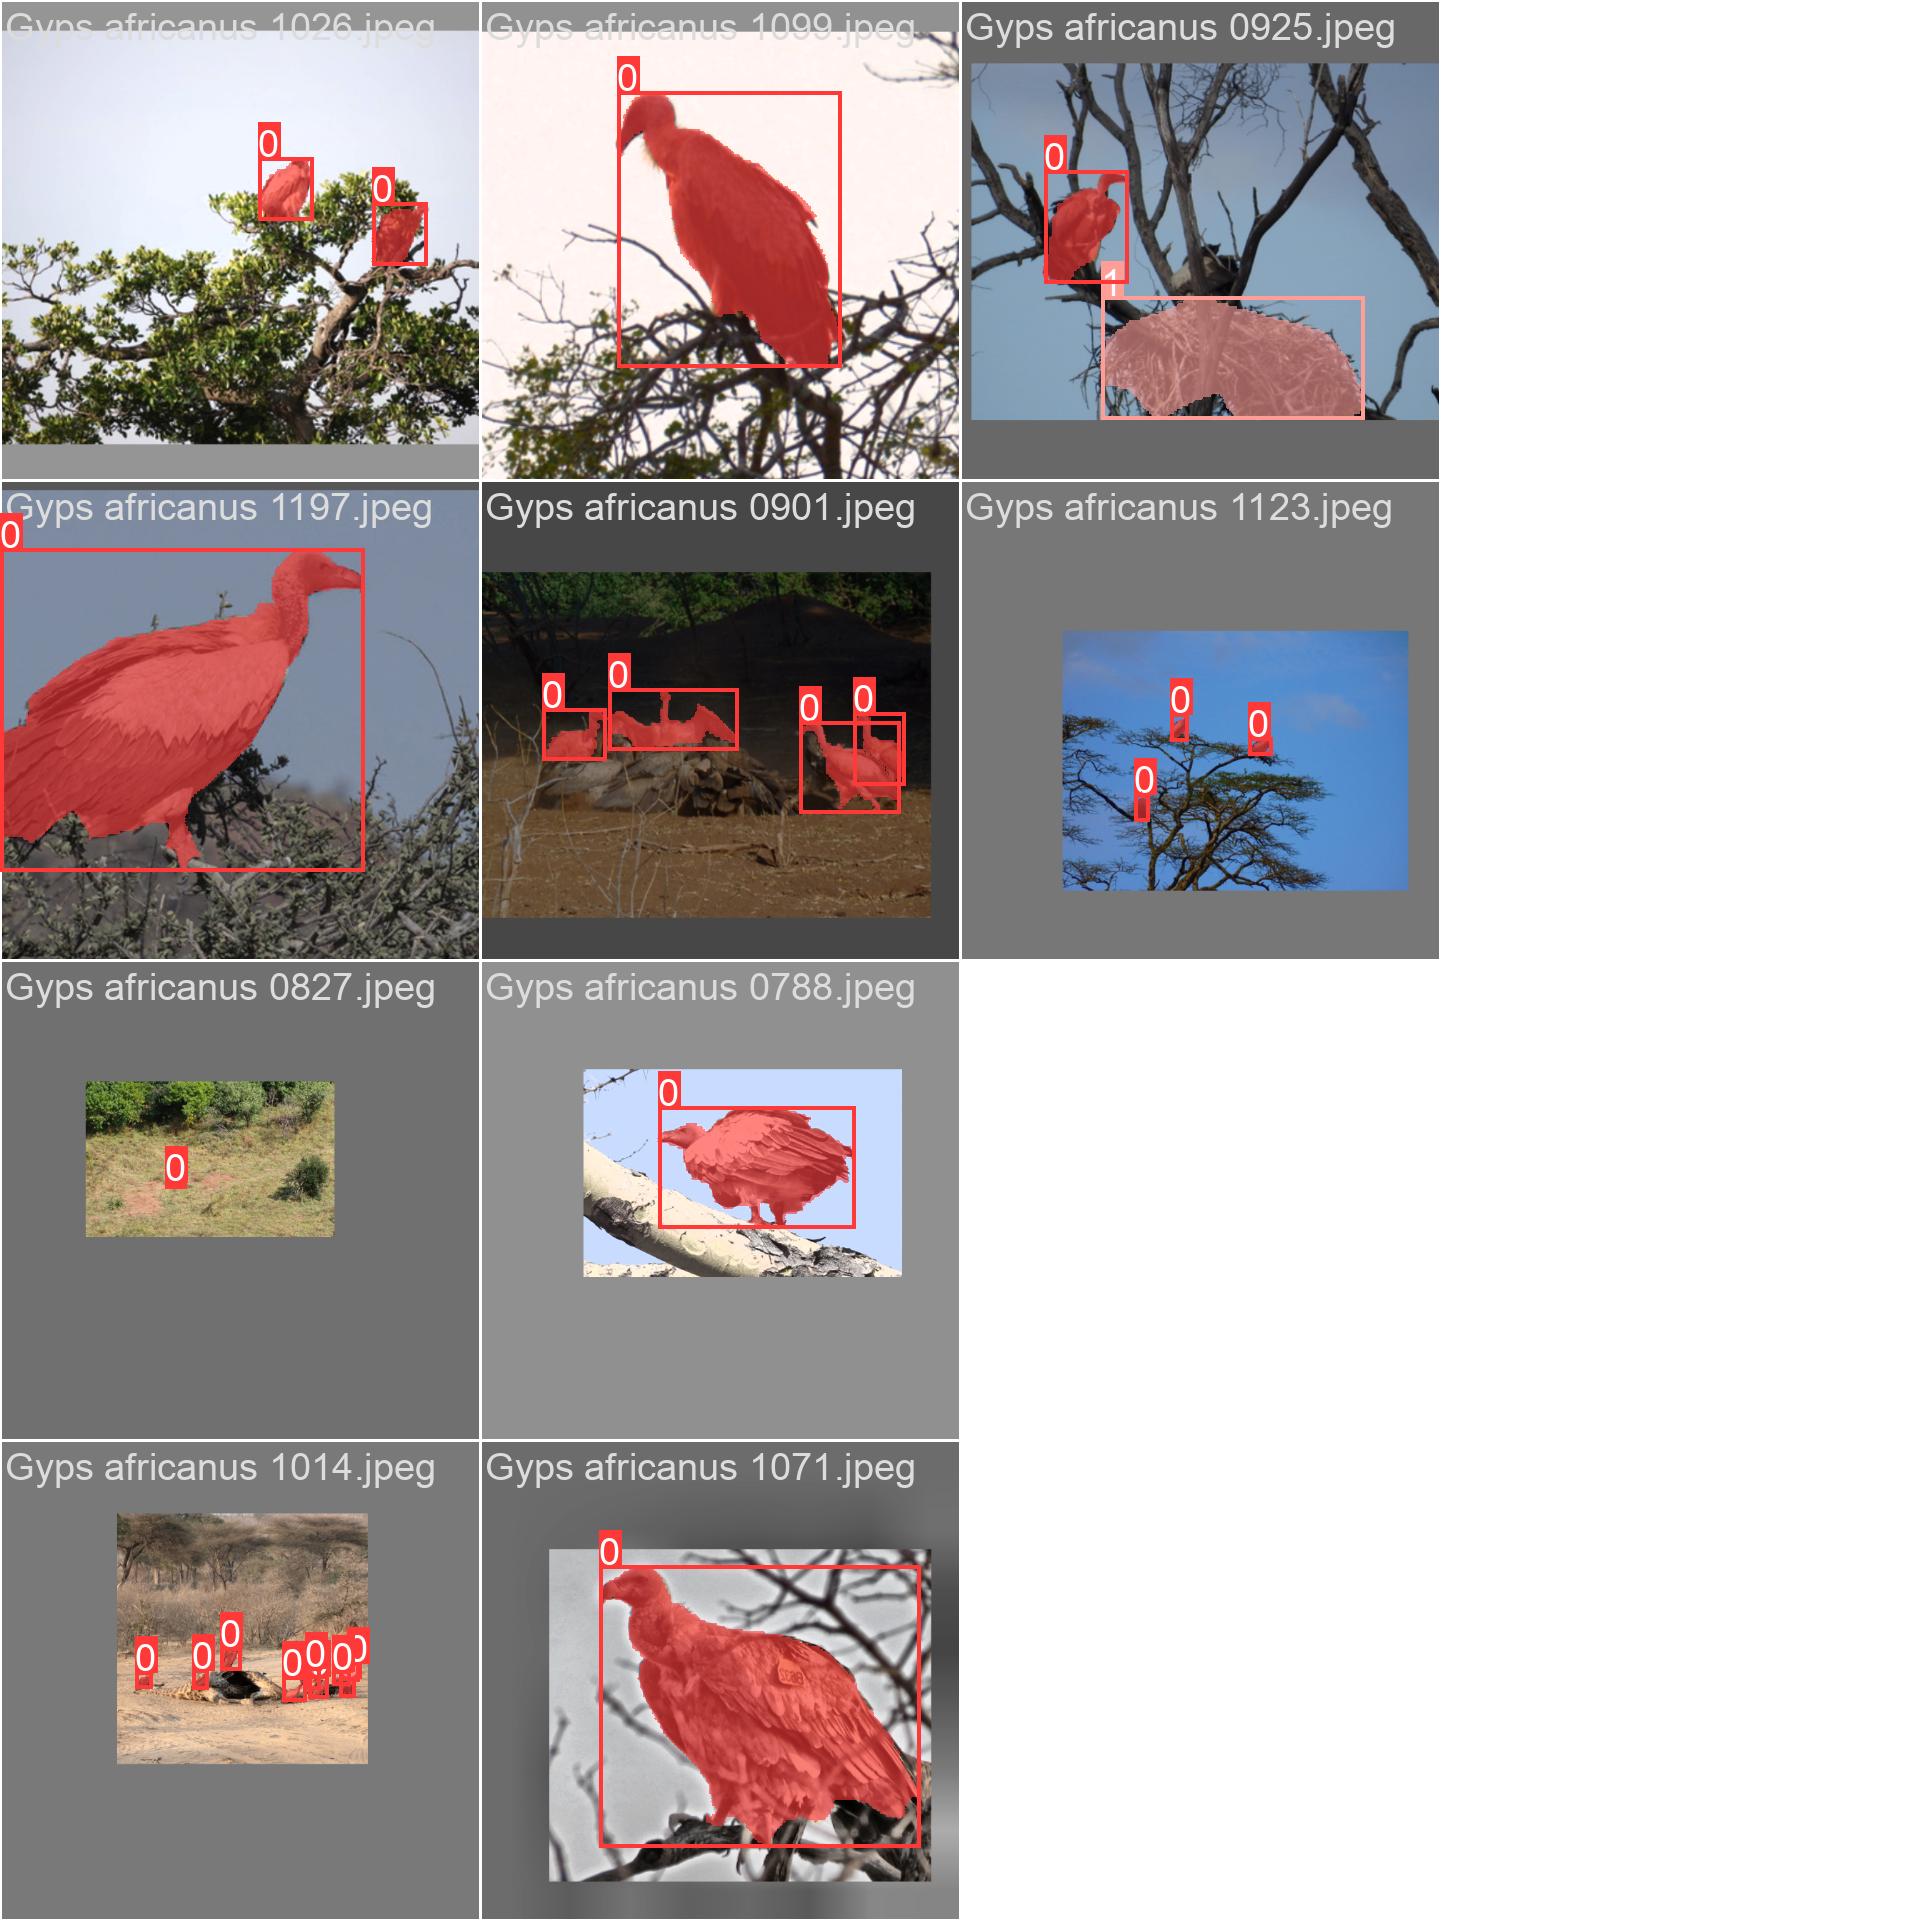 Gyps africanus 1026.jpeg
0
0
Gyps africanus 1099.jpeg
0
Gyps africanus 0925.jpeg
0
1
Gyps africanus 1197.jpeg
0
Gyps africanus 0901.jpeg
0
0
0
0
Gyps africanus 1123.jpeg
0
0
0
Gyps africanus 0827.jpeg
0
Gyps africanus 0788.jpeg
0
Gyps africanus 1014.jpeg
0
0
0
0
0
0
0
Gyps africanus 1071.jpeg
0